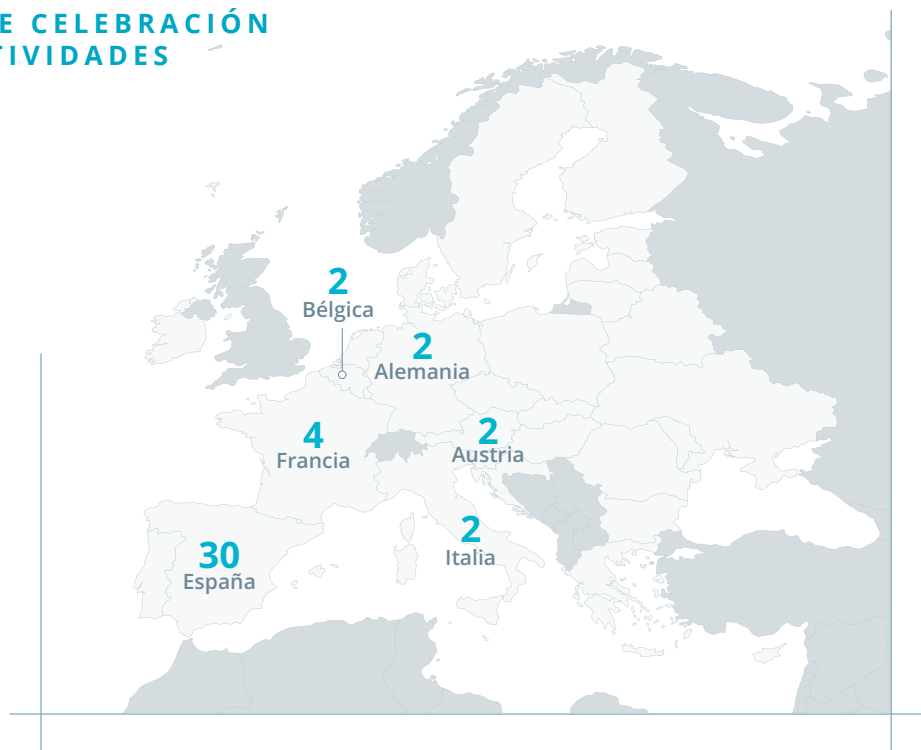 E CELEBRACIÓN
TIVIDADES
2
Bélgica
2
Alemania
4
Francia
2
Austria
2
Italia
30
España